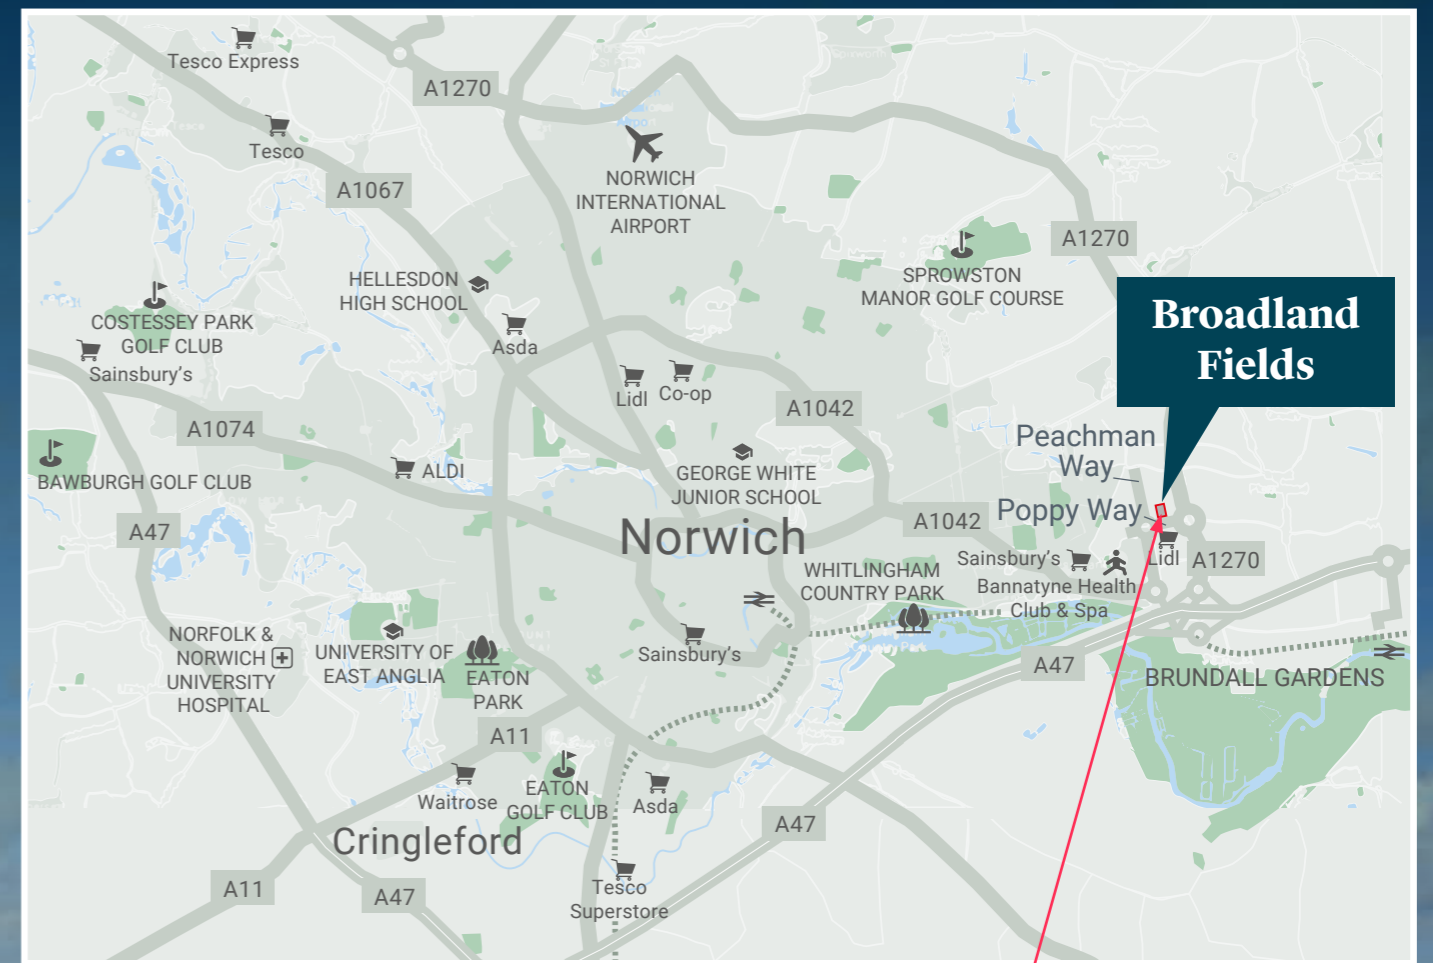 Tesco Express
A1270
Tesco
A1067
NORWICH
INTERNATIONAL
AIRPORT
A1270
HELLESDON
HIGH SCHOOL
SPROWSTON
MANOR GOLF COURSE
Broadland
Fields
COSTESSEY PARK
GOLF CLUB
Asda
Sainsbury's
Lidl
Co-op
A1042
A1074
Peachman
Way
ALDI
GEORGE WHITE
JUNIOR SCHOOL
BAWBURGH GOLF CLUB
A47
Norwich
A1042
Poppy Way
Sainsbury's
Lidl
A1270
WHITLINGHAM
COUNTRY PARK
Bannatyne Health
Club & Spa
NORFOLK &
NORWICH
UNIVERSITY
HOSPITAL
UNIVERSITY OF
EAST ANGLIA
EATON
PARK
Sainsbury's
A47
BRUNDALL GARDENS
A11
Waitrose
EATON
GOLF CLUB
Asda
A47
Cringleford
A11
A47
Tesco
Superstore